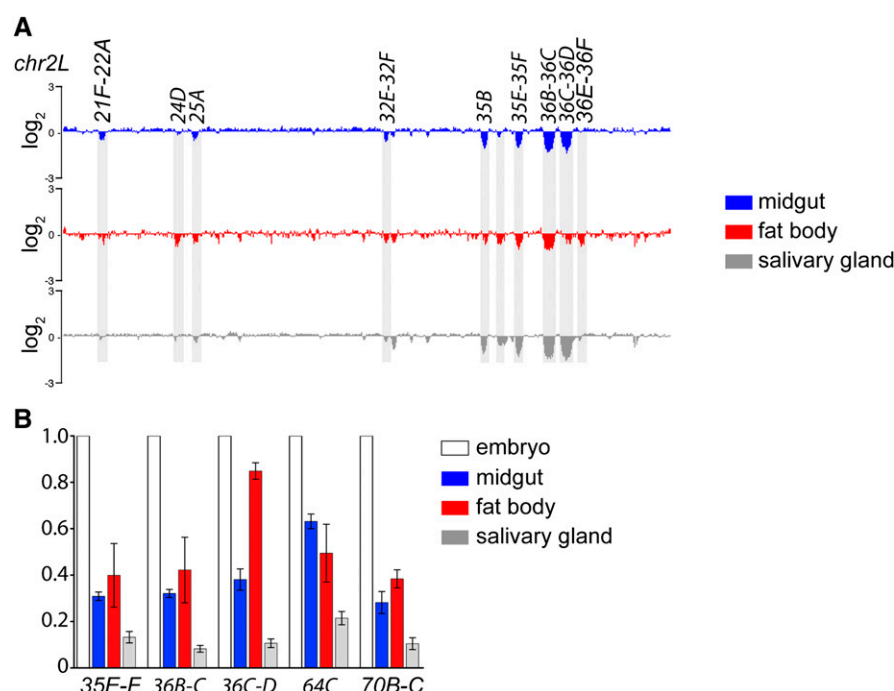 A
chr2L
21F-22A
24D
25A
32E-32F
35B
35E-35F
36B-36C
36C-36D
36E-36F
3
0
-3
log2
3
0
-3
log2
3
0
-3
log2
midgut
fat body
salivary gland
B
1.0
0.8
0.6
0.4
0.2
0
35E-F
36B-C
36C-D
64C
70B-C
embryo
midgut
fat body
salivary gland